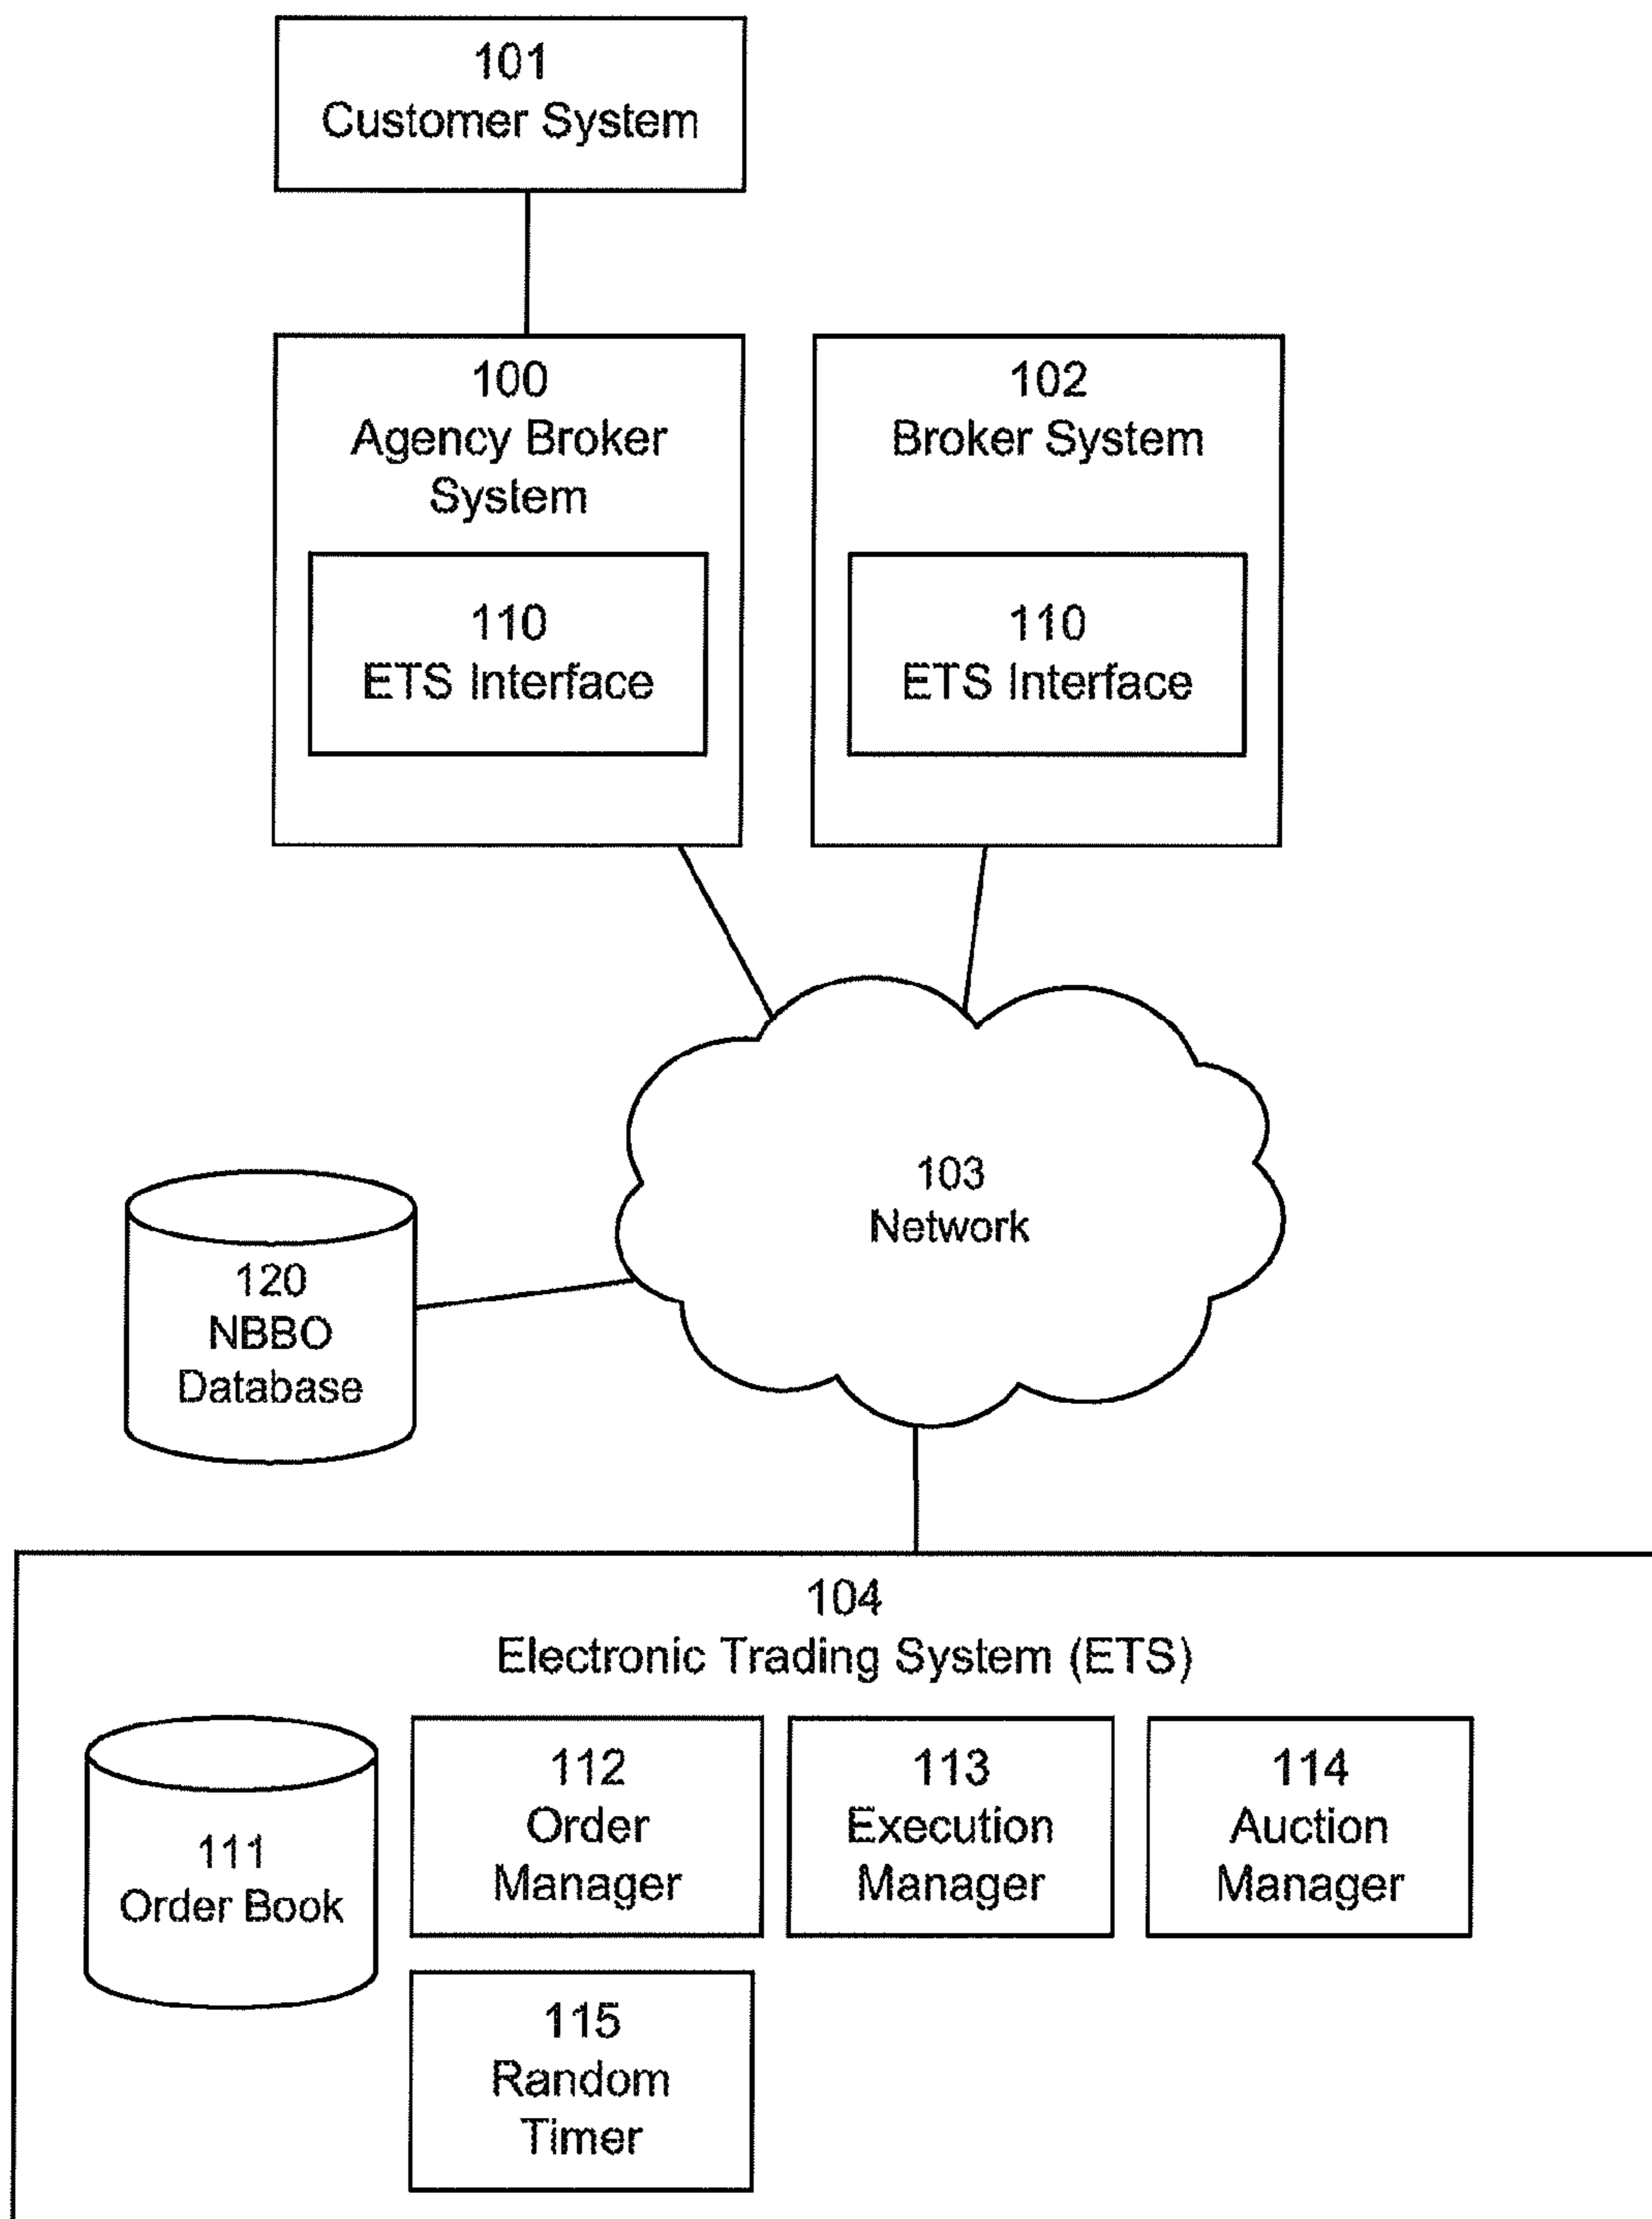 101
Customer System
100
Agency Broker
System
110
ETS Interface
102
Broker System
110
ETS Interface
103
Network
120
NBBO
Database
104
Electronic Trading System (ETS)
111
Order Book
112
Order
Manager
113
Execution
Manager
114
Auction
Manager
115
Random
Timer